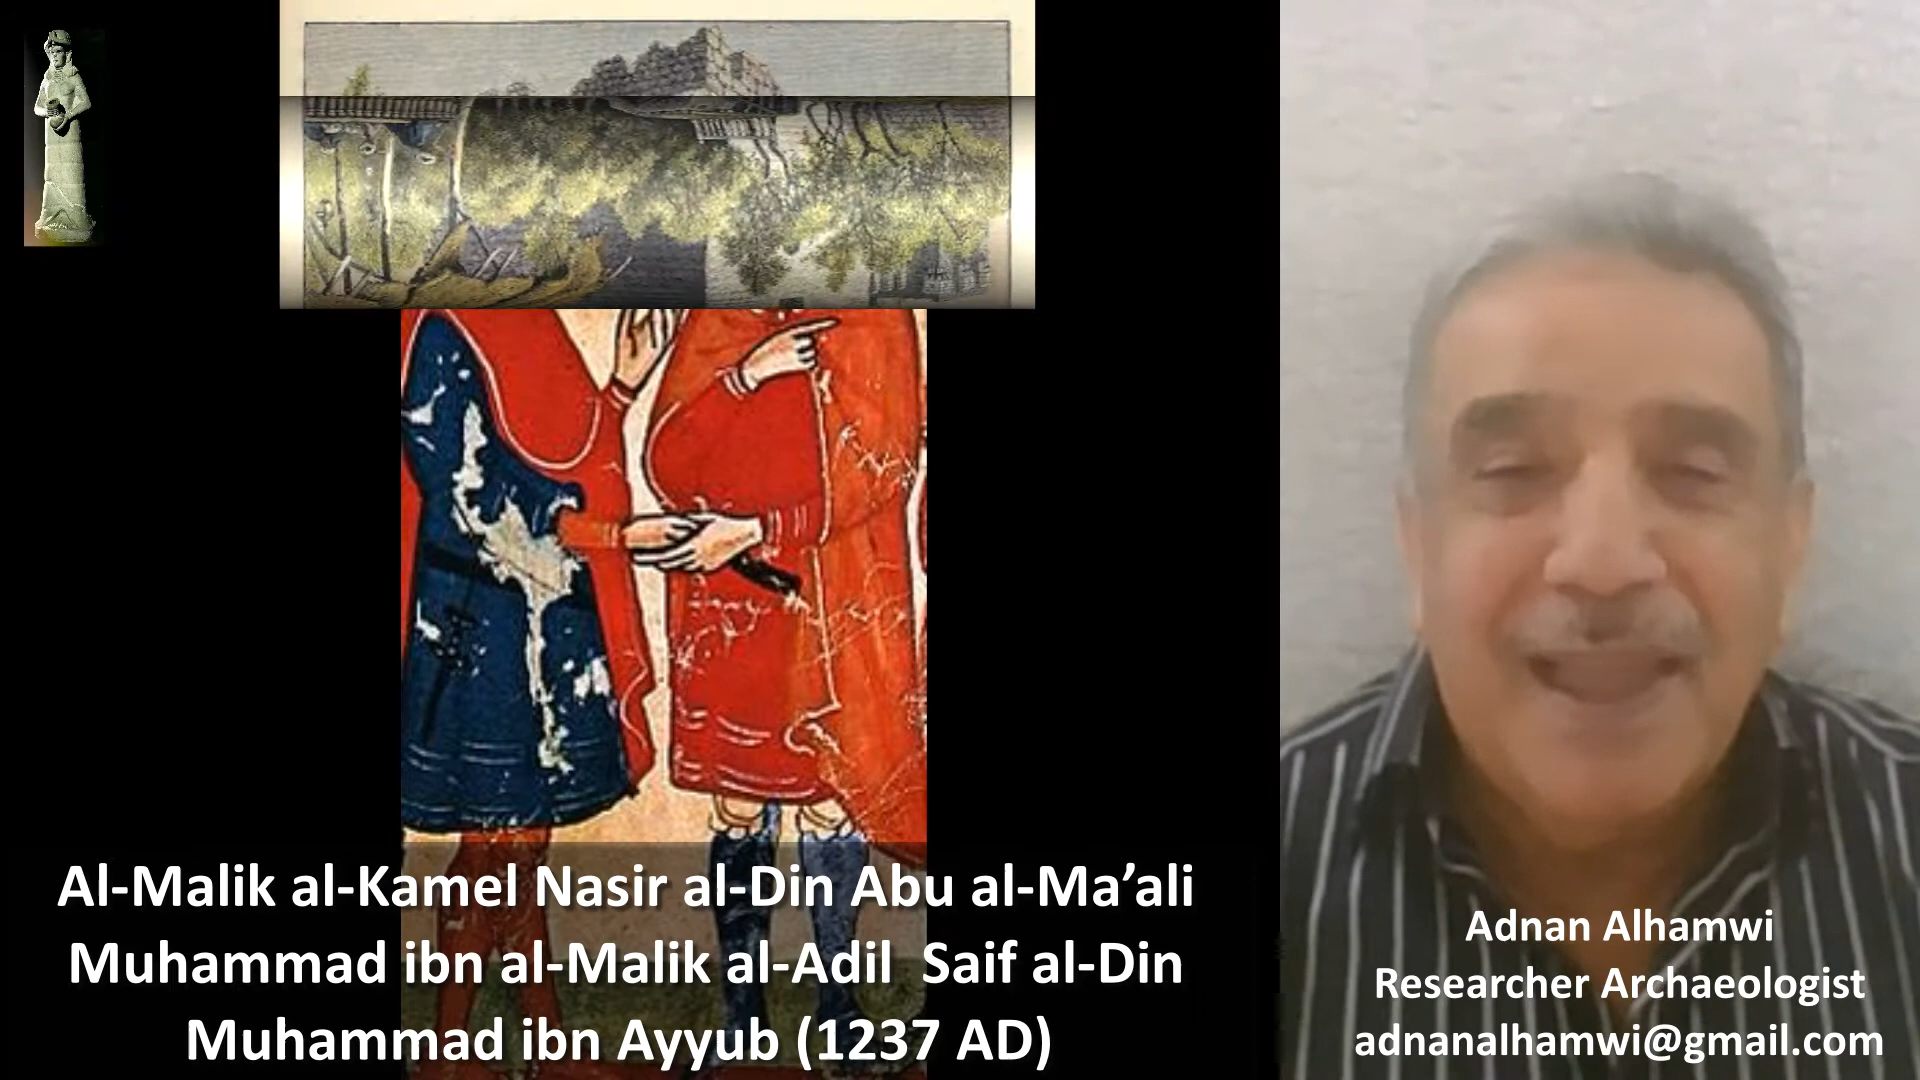 Al-Malik al-Kamel Nasir al-Din Abu al-Ma’ali
Muhammad ibn al-Malik al-Adil  Saif al-Din
Muhammad ibn Ayyub (1237 AD)
Adnan Alhamwi
Researcher Archaeologist
adnanalhamwi@gmail.com